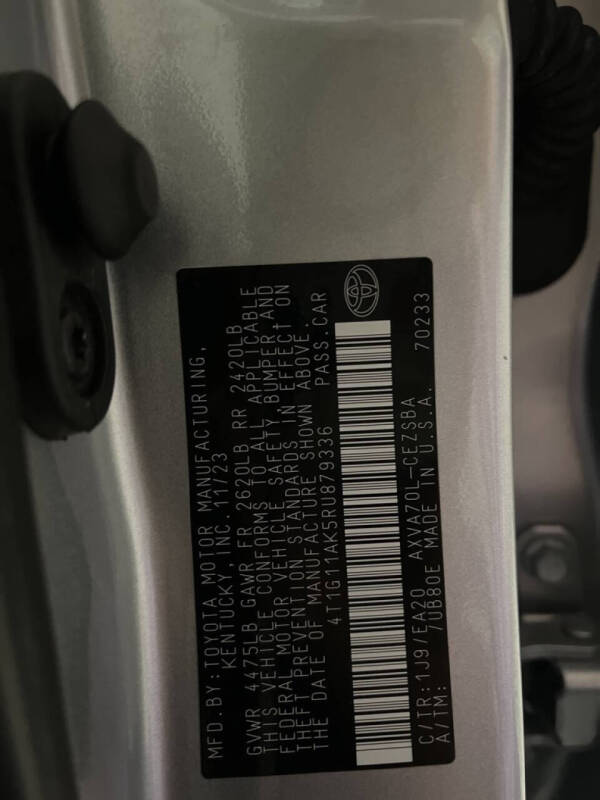 MFD.BY:TOYOTA MOTOR MANUFACTURING,
KENTUCKY, INC. 11/23
GVWR 4475LB GAWR FR 2620LB RR 2420LB
THIS VEHICLE CONFORMS TO ALL APPLICABLE
FEDERAL MOTOR VEHICLE SAFETY, BUMPER AND
THEFT PREVENTION STANDARDS IN EFFECT ON
THE DATE OF MANUFACTURE SHOWN ABOVE.
4T1G11AK5RU879336 PASS.CAR
C/TR:1J9/EA20 AXVA70L-CEZSBA
A/TM: /UB80E MADE IN U.S.A. 70233